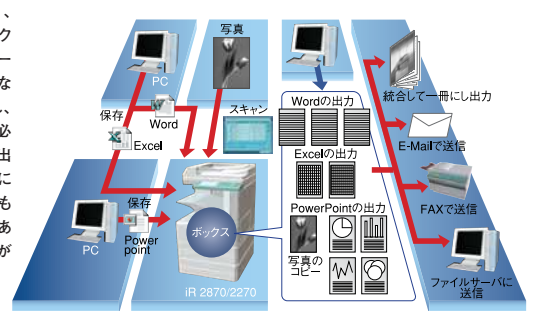 、
ク
ー
な
し、
必
出
に
も
あ
が
PC
写真
保存
Word
スキャン
Excel
PC
保存
Power
point
ボックス
iR 2870/2270
Wordの出力
Excelの出力
PowerPointの出力
写真の
コピー
統合して一冊にし出力
E-Mailで送信
FAXで送信
ファイルサーバに
送信